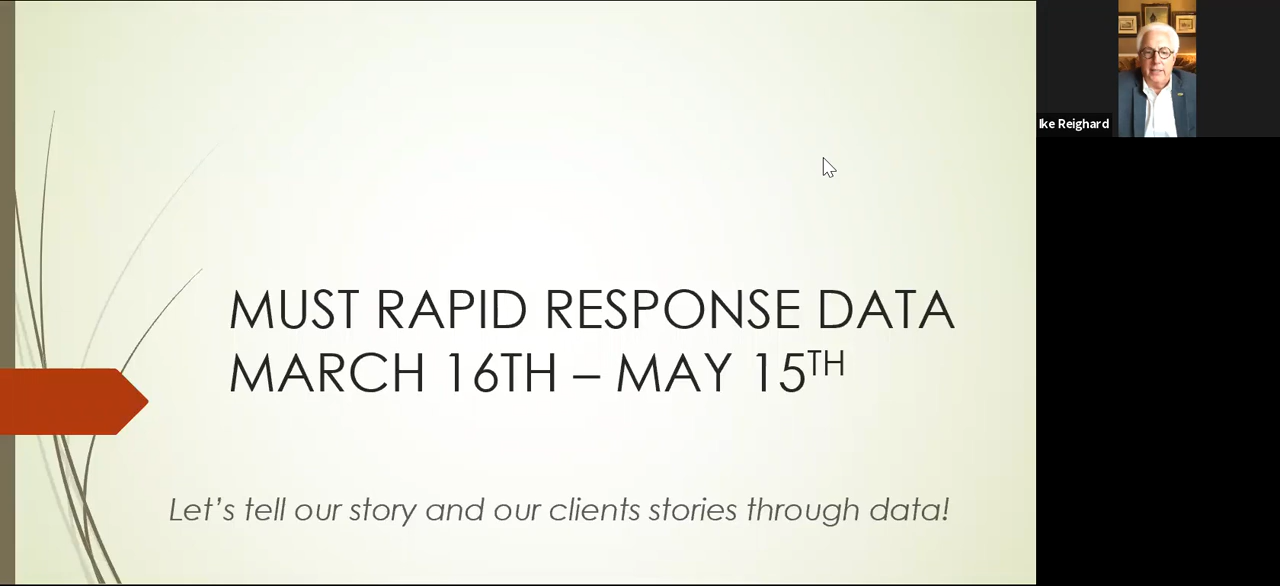 MUST RAPID RESPONSE DATA
MARCH 16TH – MAY 15TH
Let's tell our story and our clients stories through data!
Ike Reighard